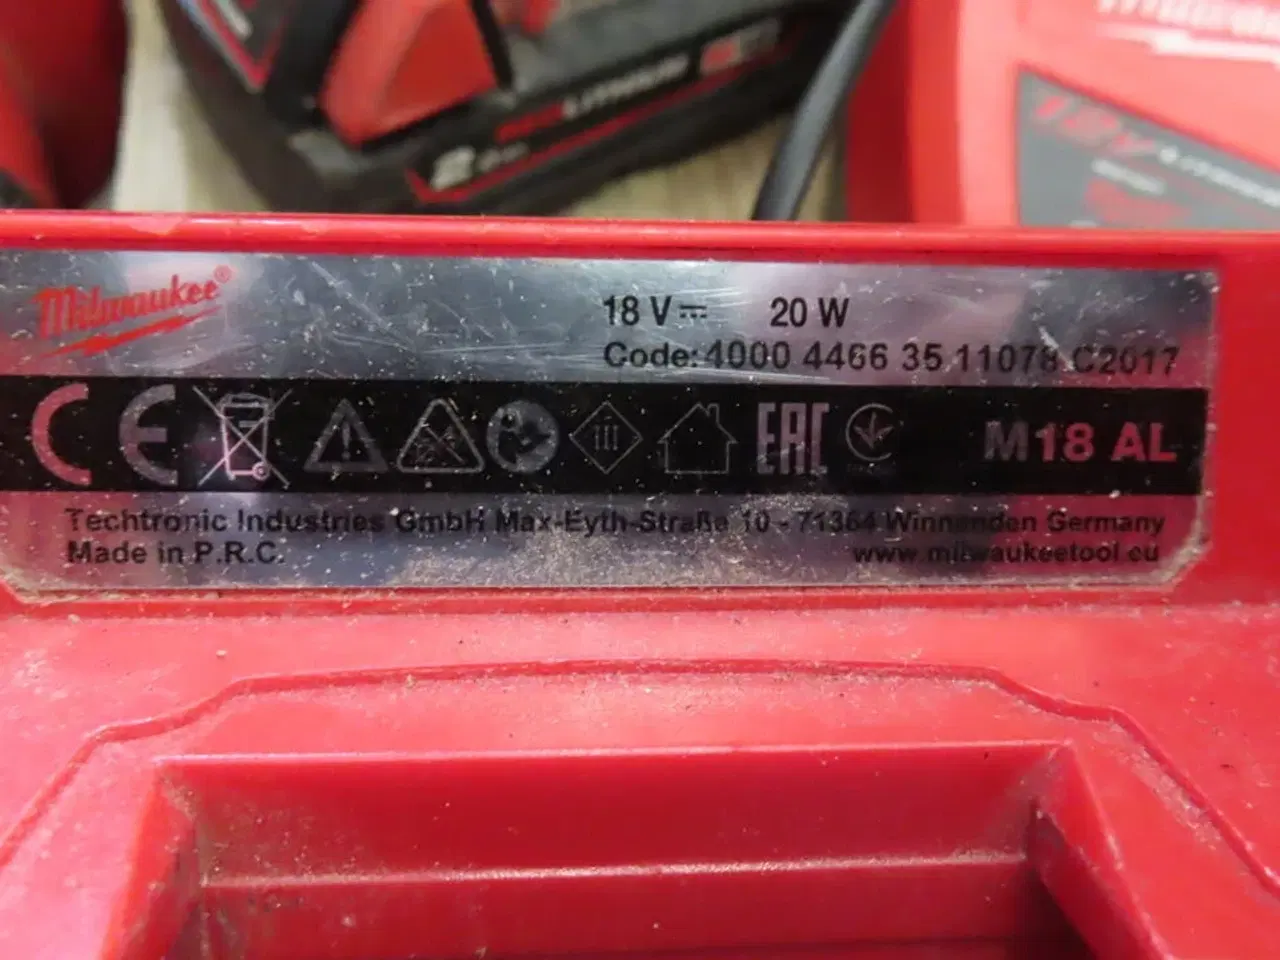 LITHIUM
Milwaukee®
18 V 20 W
Code: 4000 4466 35 11078 C2017
CE
EAC
M18 AL
Techtronic Industries GmbH Max-Eyth-Straße 10 - 71364 Winnenden Germany
Made in P.R.C. www.milwaukeetool.eu